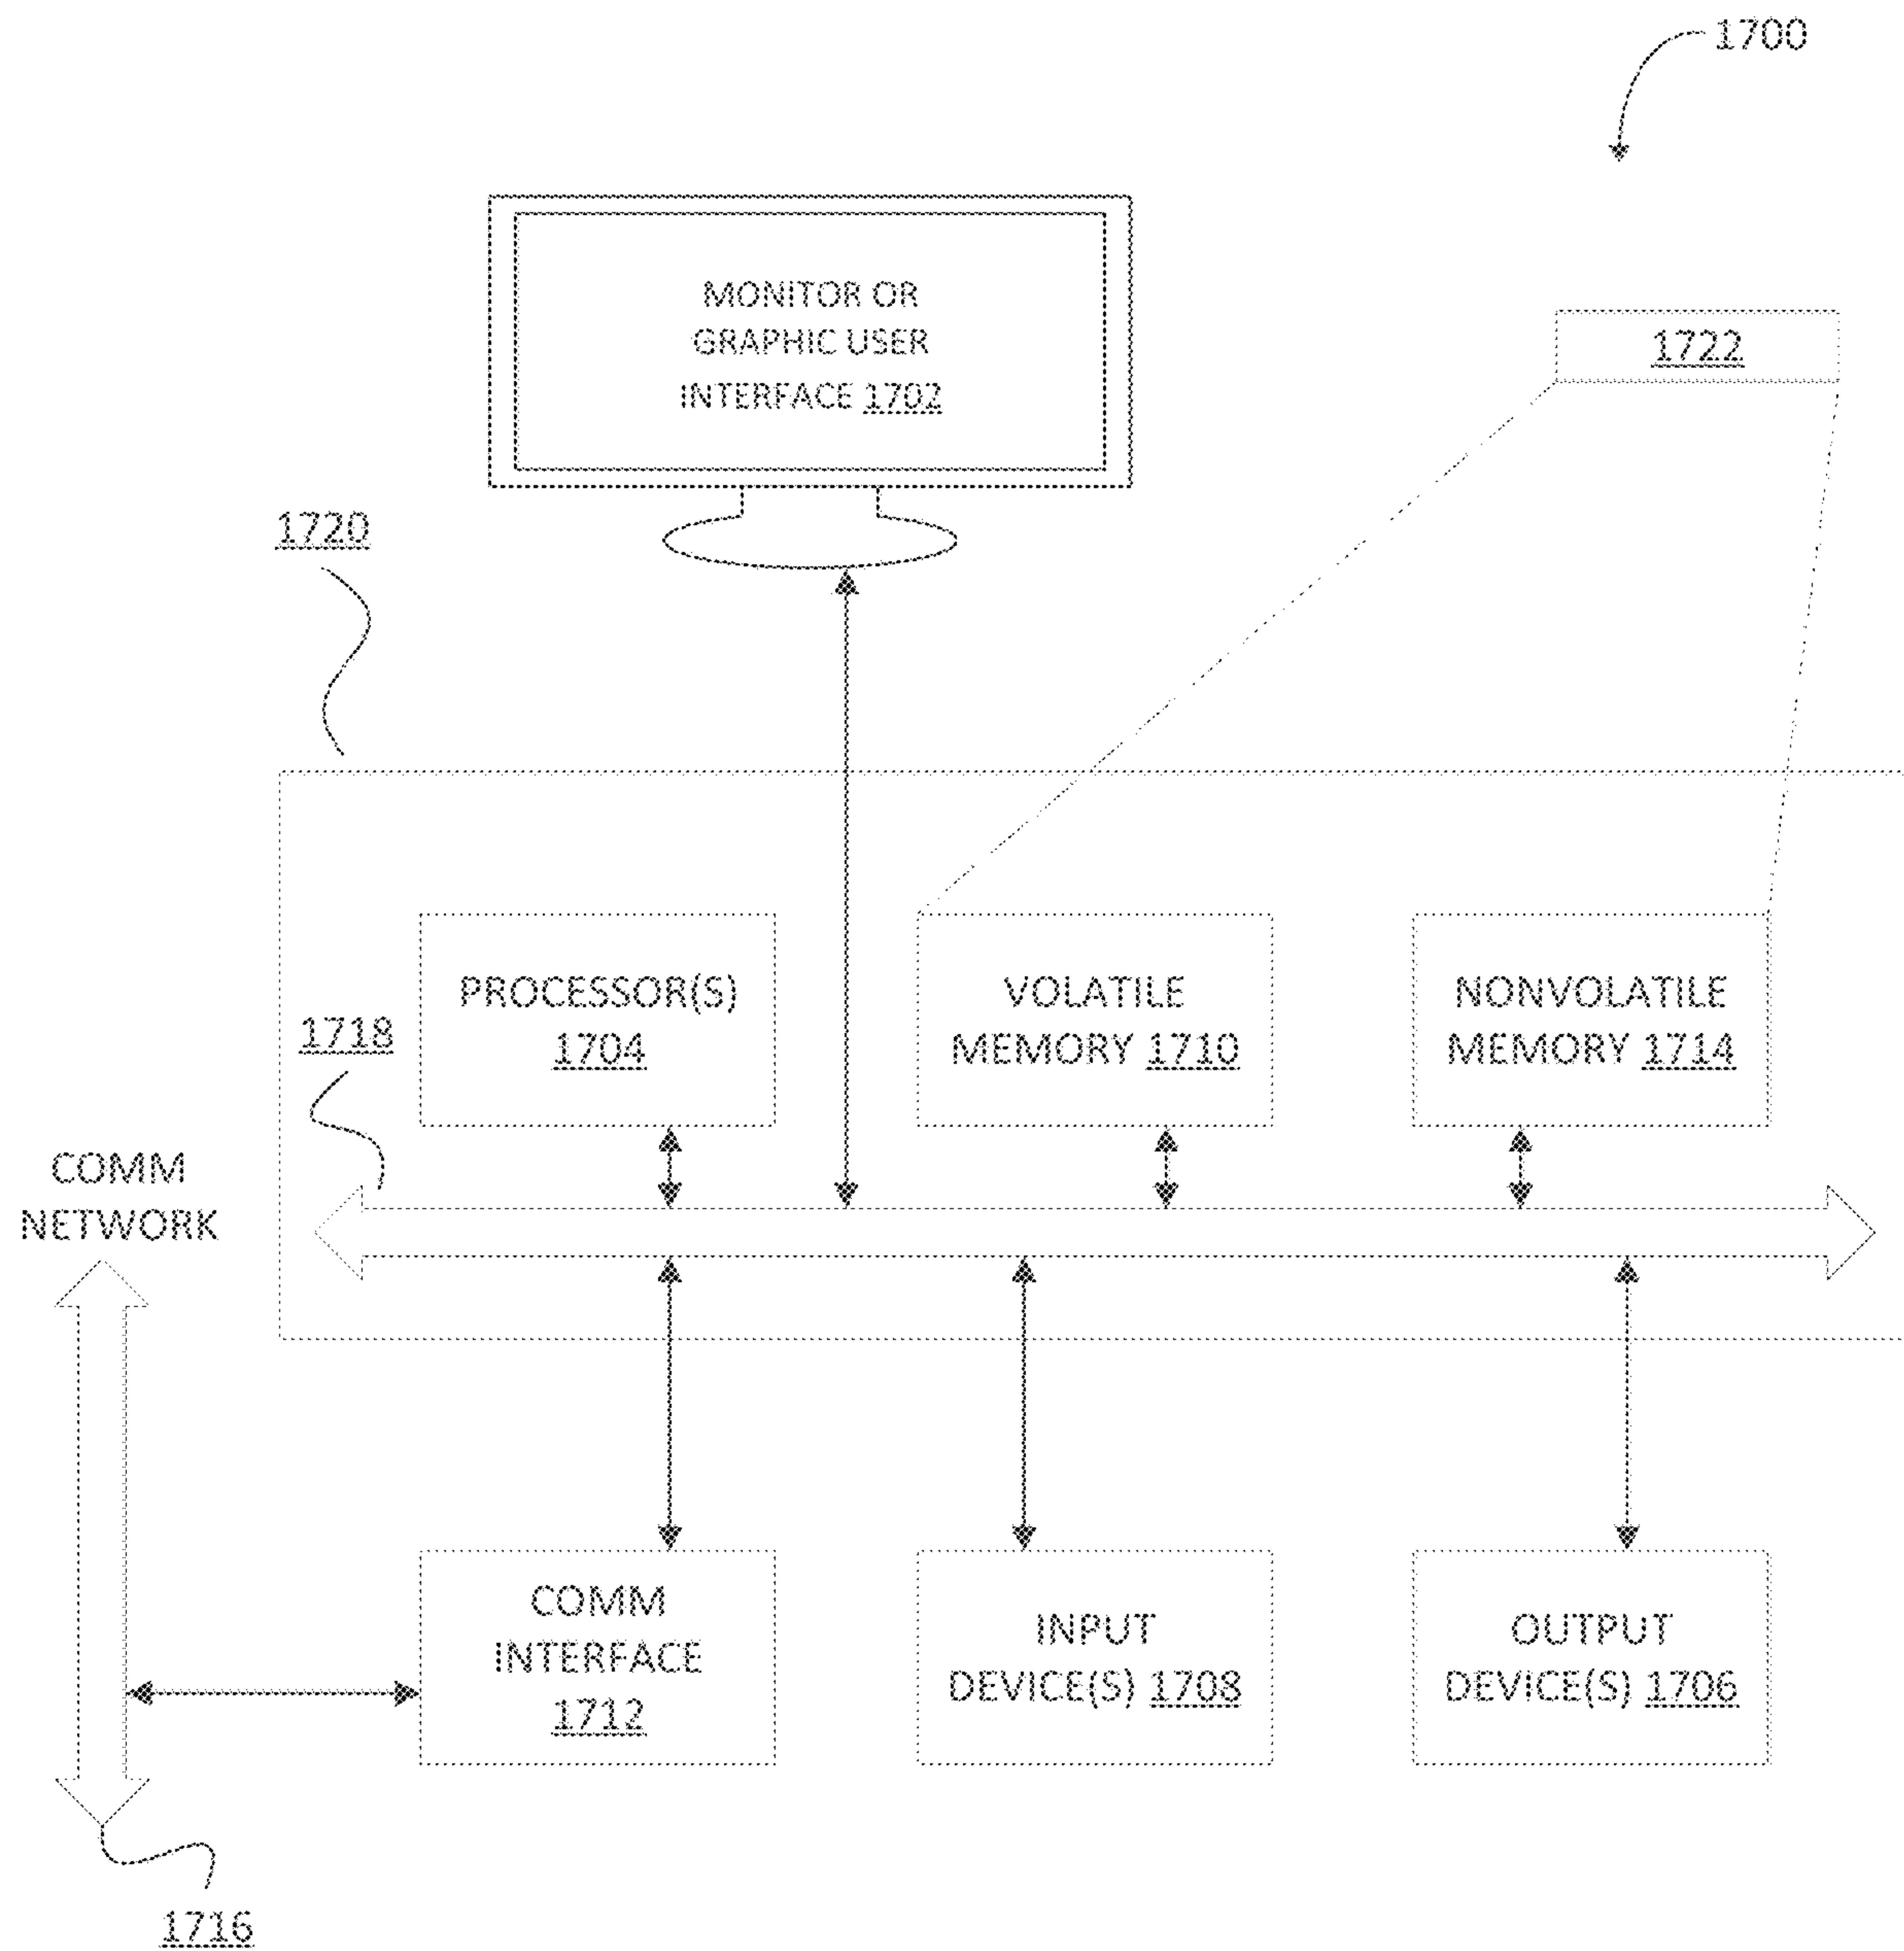 1700
MONITOR OR
GRAPHIC USER
INTERFACE 1702
1722
1720
PROCESSOR(S)
1704
VOLATILE
MEMORY 1710
NONVOLATILE
MEMORY 1714
1718
COMM
NETWORK
COMM
INTERFACE
1712
INPUT
DEVICE(S) 1708
OUTPUT
DEVICE(S) 1706
1716